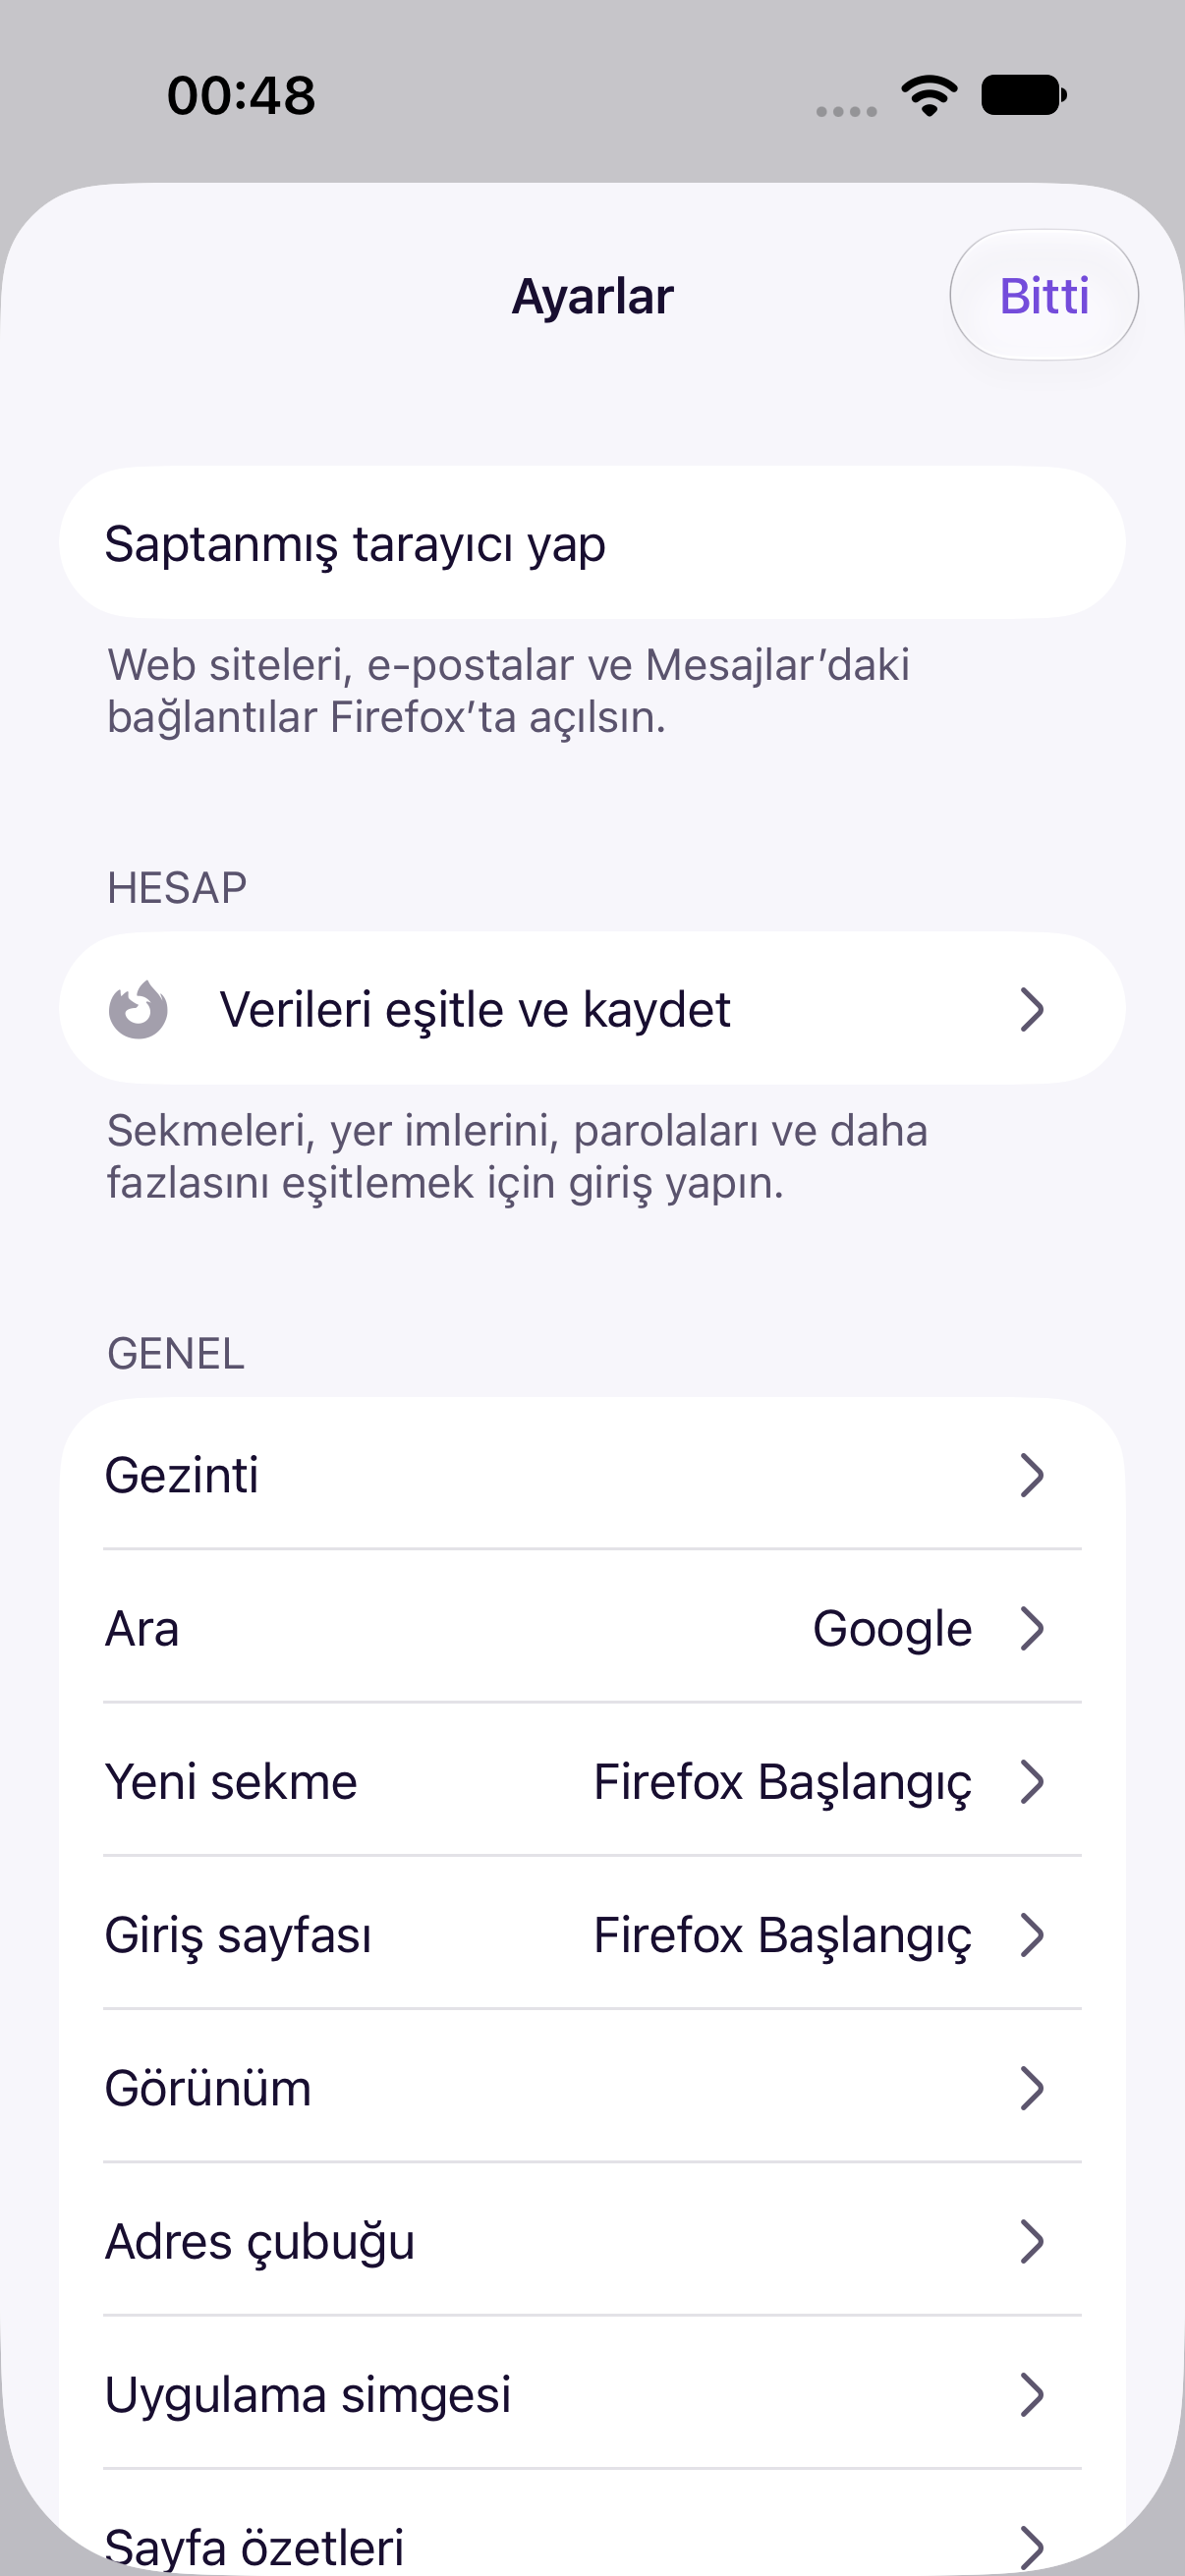 00:48
Ayarlar
Bitti
Saptanmış tarayıcı yap
Web siteleri, e-postalar ve Mesajlar’daki
bağlantılar Firefox’ta açılsın.
HESAP
Verileri eşitle ve kaydet
Sekmeleri, yer imlerini, parolaları ve daha
fazlasını eşitlemek için giriş yapın.
GENEL
Gezinti
Ara Google
Yeni sekme Firefox Başlangıç
Giriş sayfası Firefox Başlangıç
Görünüm
Adres çubuğu
Uygulama simgesi
Sayfa özetleri